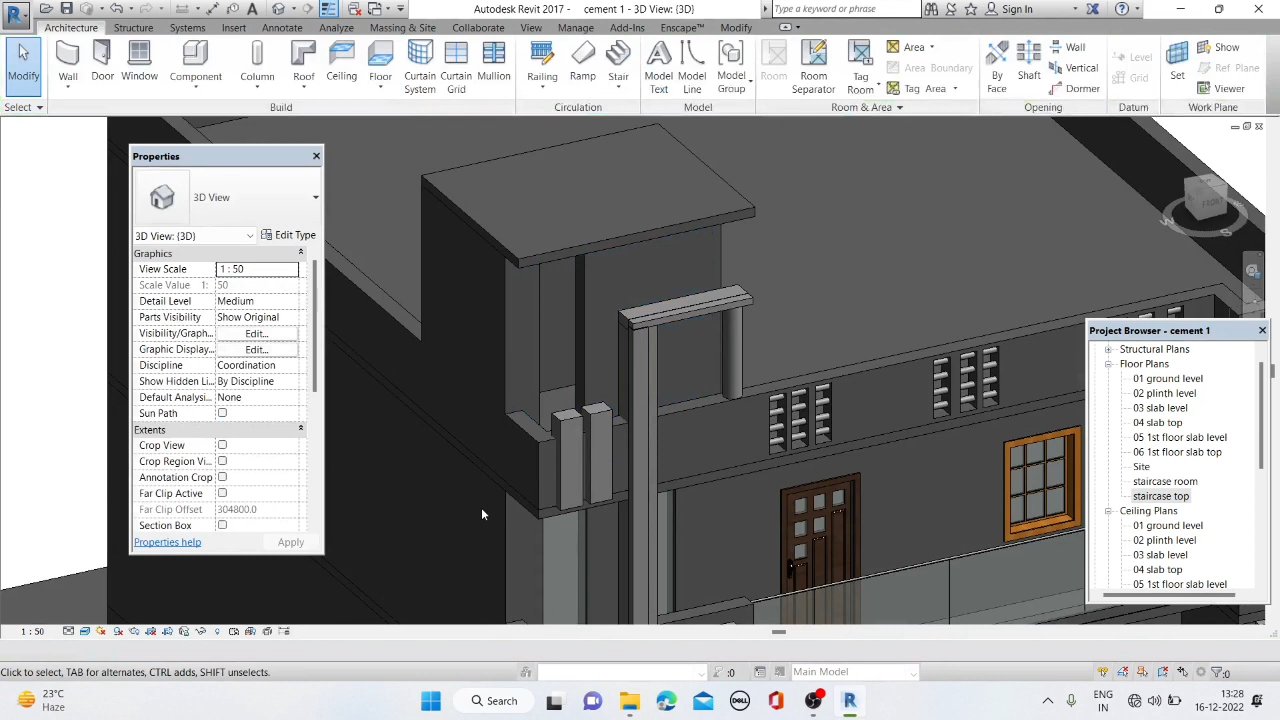 Autodesk Revit 2017 - cement 1 - 3D View: {3D}
Type a keyword or phrase
Sign In
Architecture Structure Systems Insert Annotate Analyze Massing & Site Collaborate View Manage Add-Ins Escape™ Modify
Modify Wall Door Window Component Column Roof Ceiling Floor Curtain System Curtain Grid Mullion Railing Ramp Stair Model Text Model Line Model Group Room Room Separator Tag Room Area Area Boundary Tag Area By Face Shaft Wall Vertical Dormer Level Grid Set Show Ref Plane Viewer
Select Build Circulation Model Room & Area Opening Datum Work Plane
Properties
3D View
3D View: {3D} Edit Type
Graphics
View Scale 1 : 50
Scale Value 1: 50
Detail Level Medium
Parts Visibility Show Original
Visibility/Graph... Edit...
Graphic Display... Edit...
Discipline Coordination
Show Hidden Li... By Discipline
Default Analysi... None
Sun Path
Extents
Crop View
Crop Region Vi...
Annotation Crop
Far Clip Active
Far Clip Offset 304800.0
Section Box
Properties help Apply
FRONT
W
S
Project Browser - cement 1
Structural Plans
Floor Plans
01 ground level
02 plinth level
03 slab level
04 slab top
05 1st floor slab level
06 1st floor slab top
Site
staircase room
staircase top
Ceiling Plans
01 ground level
02 plinth level
03 slab level
04 slab top
05 1st floor slab level
1 : 50
Click to select, TAB for alternates, CTRL adds, SHIFT unselects.
:0
Main Model
:0
23°C
Haze
Search
DELL
ENG
IN
13:28
16-12-2022